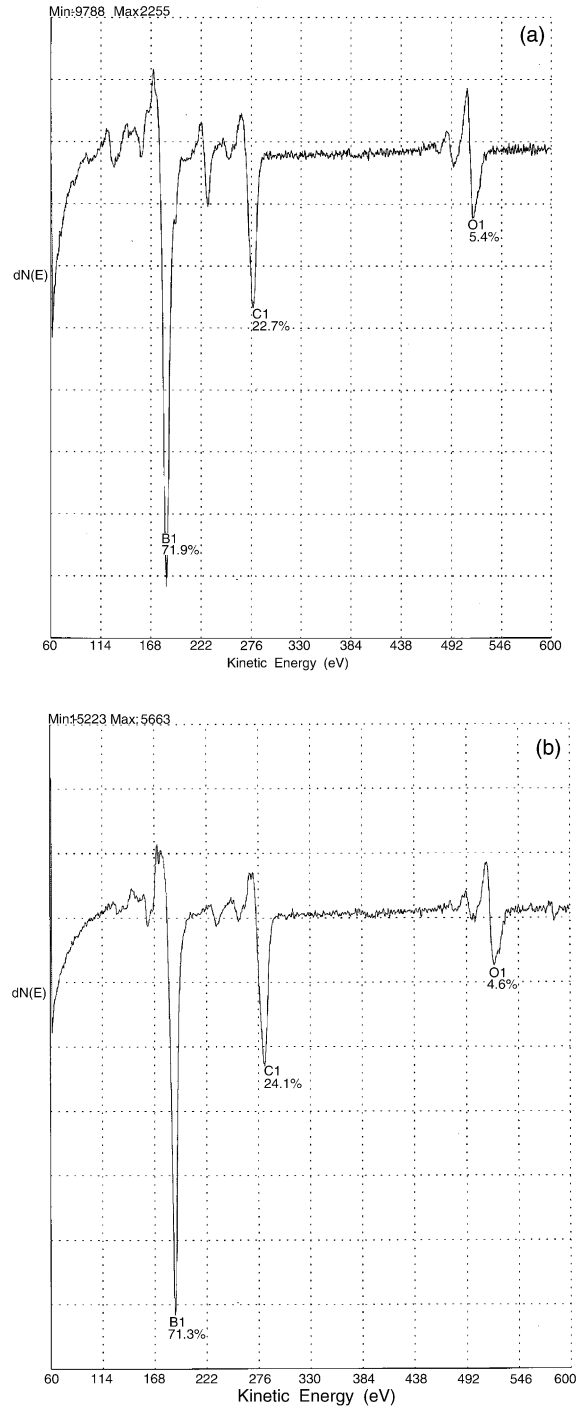 Min:-9788 Max2255
(a)
dN(E)
O1
5.4%
C1
22.7%
B1
71.9%
60 114 168 222 276 330 384 438 492 546 600
Kinetic Energy (eV)
Min:-15223 Max: 5663
(b)
dN(E)
O1
4.6%
C1
24.1%
B1
71.3%
60 114 168 222 276 330 384 438 492 546 600
Kinetic Energy (eV)